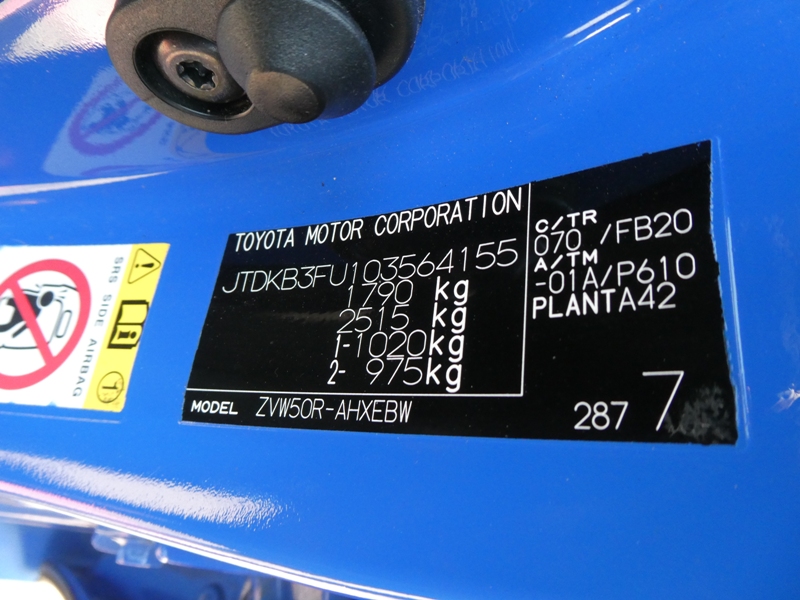 TOYOTA MOTOR CORPORATION
JTDKB3FU103564155
1790 kg
2515 kg
1-1020kg
2- 975kg
MODEL ZVW50R-AHXEBW
C/TR
070 /FB20
A/TM
-01A/P610
PLANTA42
287 7
SRS SIDE AIRBAG